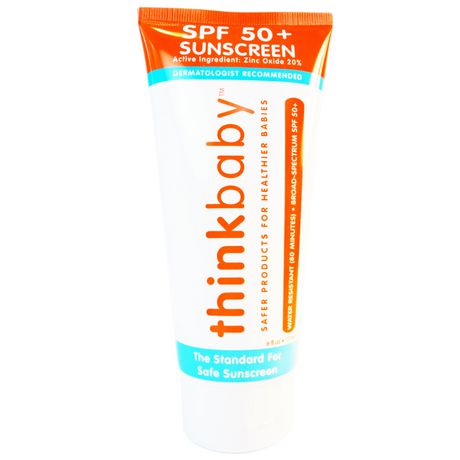 SPF 50+
SUNSCREEN
Active Ingredient: Zinc Oxide 20%
DERMATOLOGIST RECOMMENDED
thinkbaby™
SAFER PRODUCTS FOR HEALTHIER BABIES
WATER RESISTANT (80 MINUTES) • BROAD-SPECTRUM SPF 50+
The Standard For
Safe Sunscreen